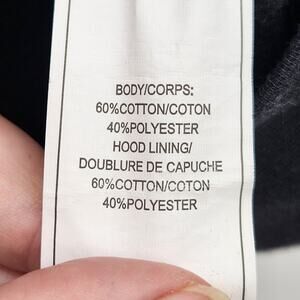 BODY/CORPS:
60%COTTON/COTON
40%POLYESTER
HOOD LINING/
DOUBLURE DE CAPUCHE
60%COTTON/COTON
40%POLYESTER